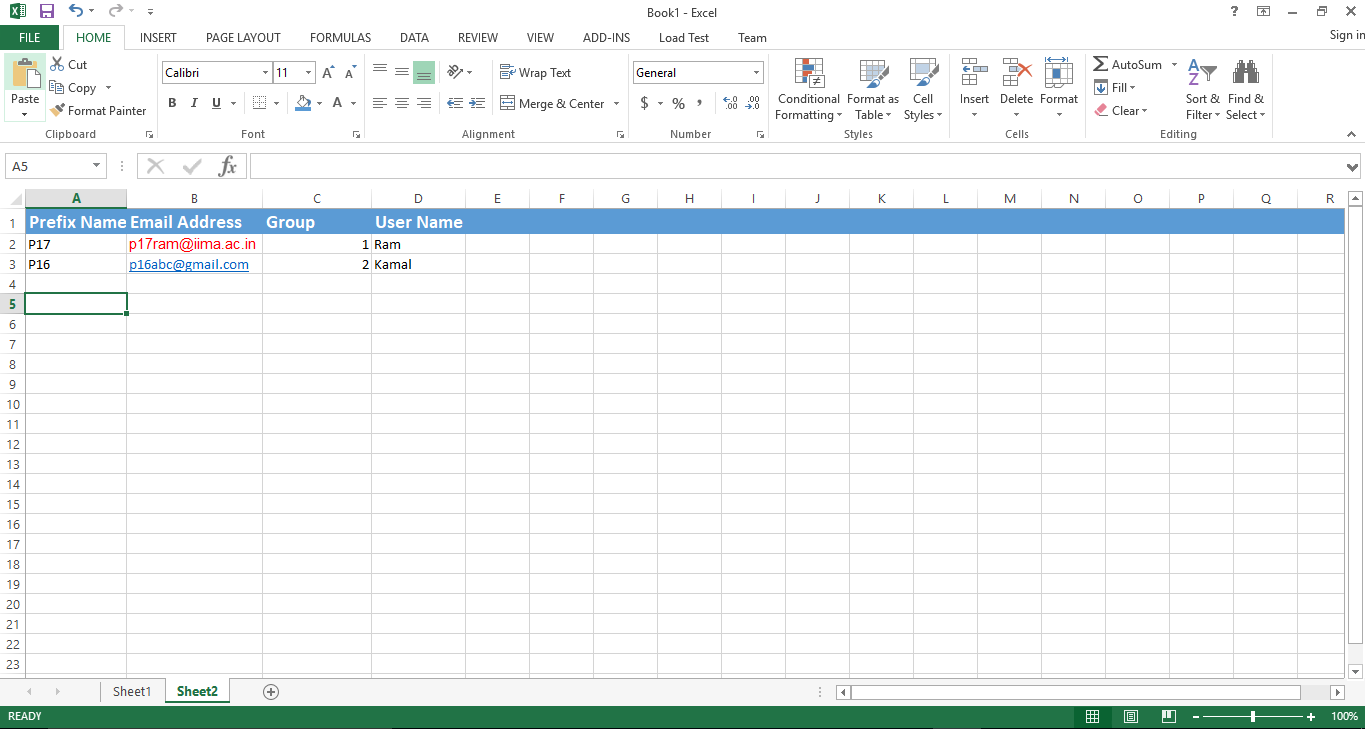 Book1 - Excel
?
FILE HOME INSERT PAGE LAYOUT FORMULAS DATA REVIEW VIEW ADD-INS Load Test Team Sign in
Paste
Cut
Copy
Format Painter
Clipboard
Calibri 11 A A
B I U A
Font
Wrap Text
Merge & Center
Alignment
General
$ % , .00 .00
Number
Conditional Formatting
Format as Table
Cell Styles
Styles
Insert Delete Format
Cells
AutoSum
Fill
Clear
Sort & Filter
Find & Select
Editing
A5 fx
A B C D E F G H I J K L M N O P Q R
1 Prefix Name Email Address Group User Name
2 P17 p17ram@iima.ac.in 1 Ram
3 P16 p16abc@gmail.com 2 Kamal
4
5
6
7
8
9
10
11
12
13
14
15
16
17
18
19
20
21
22
23
Sheet1 Sheet2
READY 100%